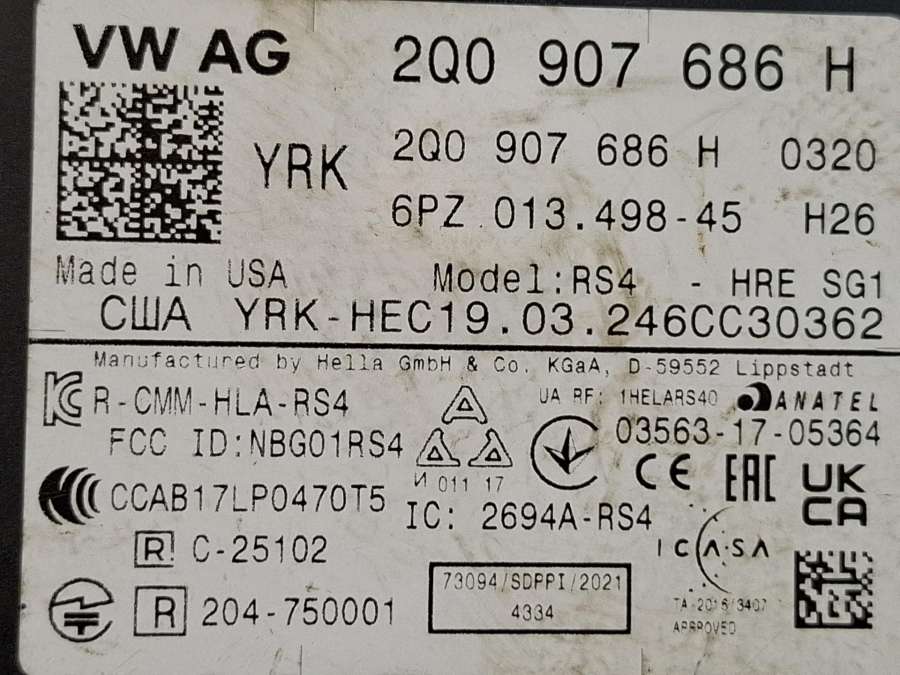 VW AG 2Q0 907 686 H
YRK 2Q0 907 686 H 0320
6PZ 013.498-45 H26
Made in USA Model:RS4 - HRE SG1
США YRK-HEC19.03.246CC30362
Manufactured by Hella GmbH & Co. KGaA, D-59552 Lippstadt
R-CMM-HLA-RS4 UA RF: 1HELARS40 ANATEL
FCC ID:NBG01RS4 03563-17-05364
И 011 17 CE EAC UK CA
CCAB17LP0470T5 IC: 2694A-RS4
R C-25102 ICASA
R 204-750001 73094/SDPPI/2021
4334
TA-2016/3407
APPROVED